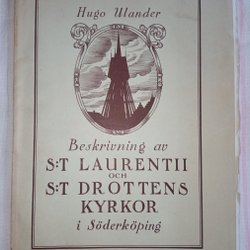 Hugo Ulander
Beskrivning av
S:T LAURENTII
OCH
S:T DROTTENS
KYRKOR
i Söderköping